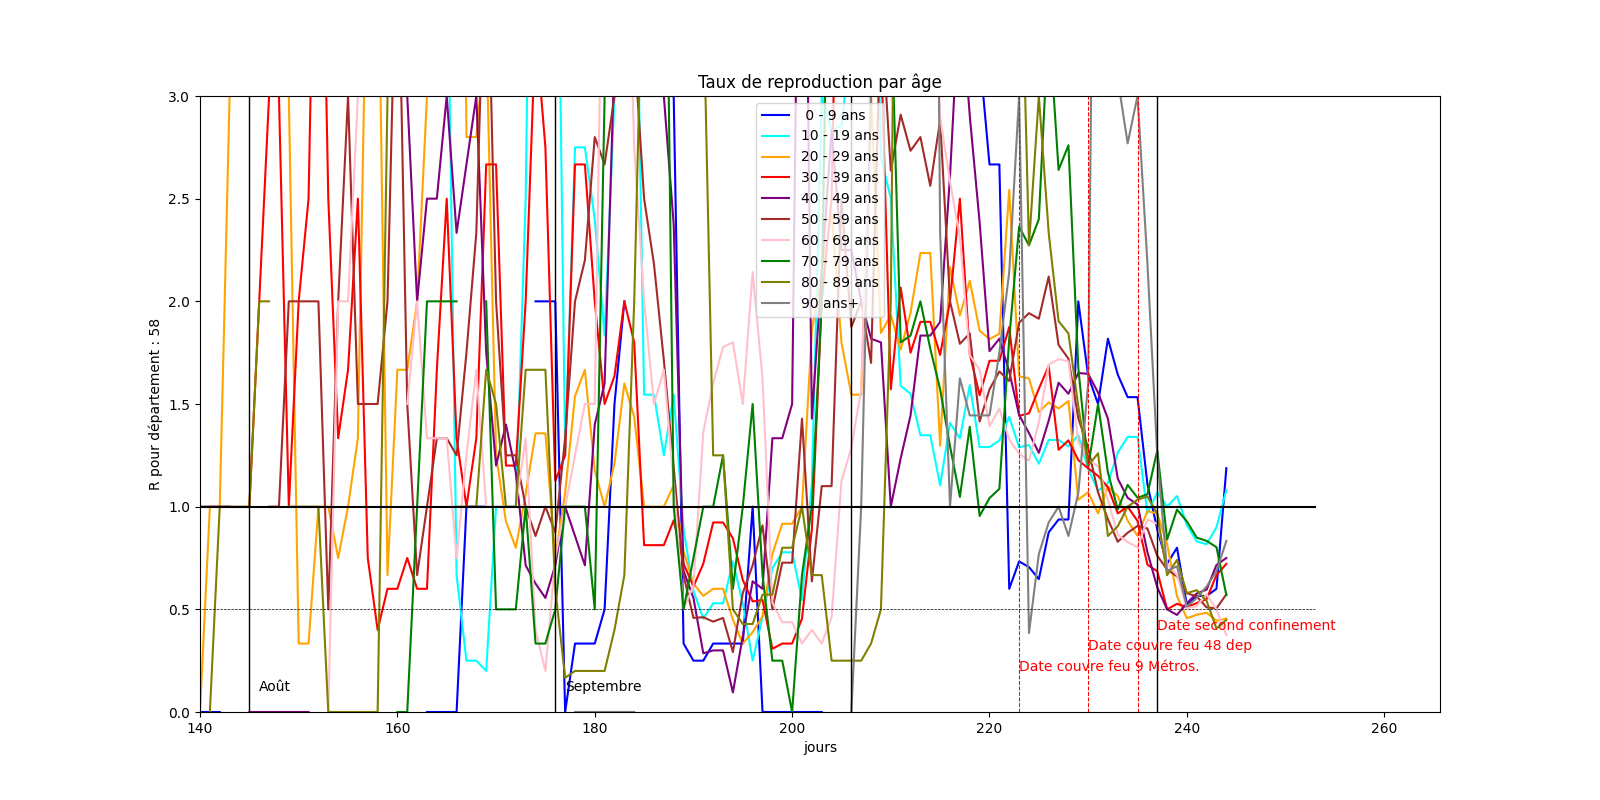 Taux de reproduction par âge
R pour département : 58
3.0
2.5
2.0
1.5
1.0
0.5
0.0
0 - 9 ans
10 - 19 ans
20 - 29 ans
30 - 39 ans
40 - 49 ans
50 - 59 ans
60 - 69 ans
70 - 79 ans
80 - 89 ans
90 ans+
Date second confinement
Date couvre feu 48 dep
Date couvre feu 9 Métros.
Août
Septembre
140
160
180
200
220
240
260
jours